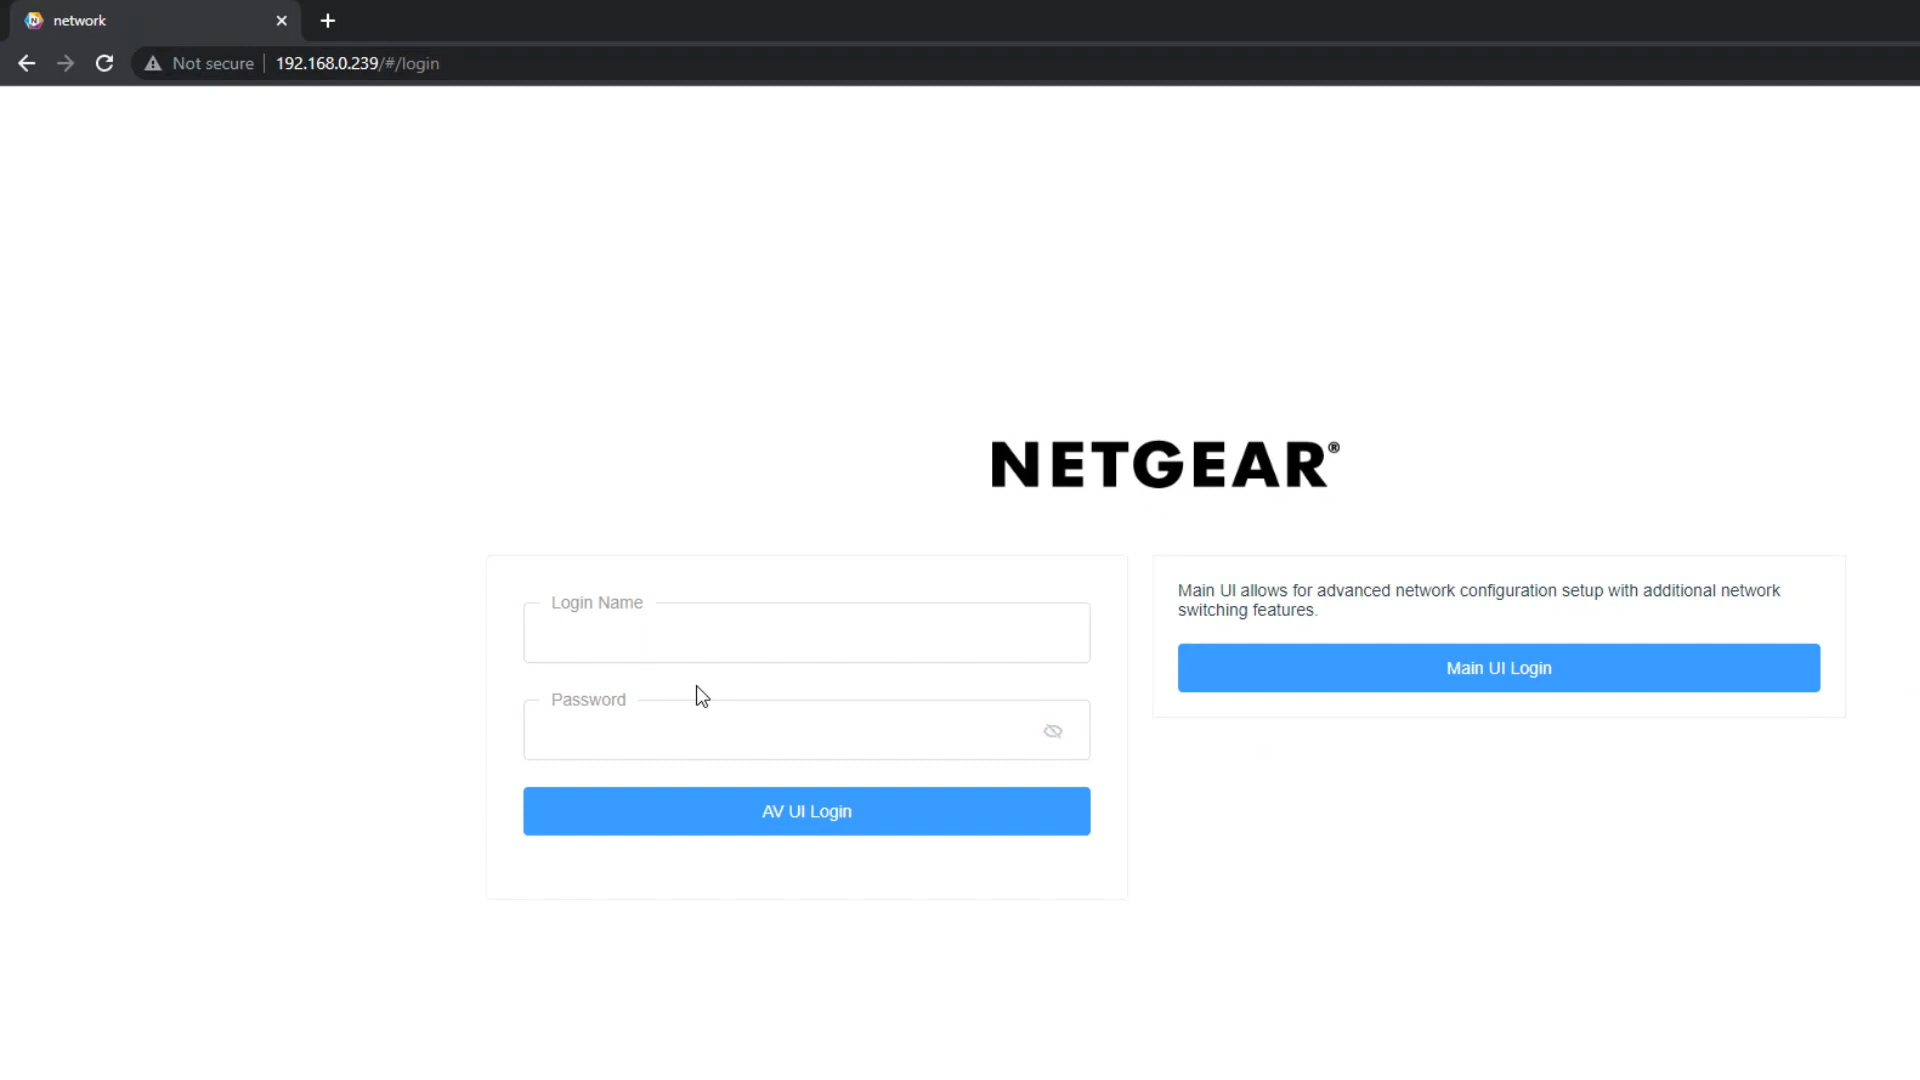 network
Not secure
192.168.0.239/#/login
NETGEAR®
Login Name
Password
AV UI Login
Main UI allows for advanced network configuration setup with additional network
switching features.
Main UI Login